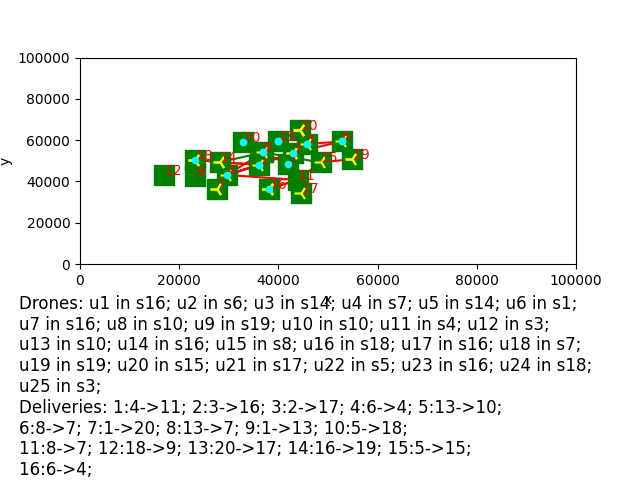 100000
80000
60000
40000
20000
0
y
0 20000 40000 60000 80000 100000
x
Drones: u1 in s16; u2 in s6; u3 in s14; u4 in s7; u5 in s14; u6 in s1;
u7 in s16; u8 in s10; u9 in s19; u10 in s10; u11 in s4; u12 in s3;
u13 in s10; u14 in s16; u15 in s8; u16 in s18; u17 in s16; u18 in s7;
u19 in s19; u20 in s15; u21 in s17; u22 in s5; u23 in s16; u24 in s18;
u25 in s3;
Deliveries: 1:4->11; 2:3->16; 3:2->17; 4:6->4; 5:13->10;
6:8->7; 7:1->20; 8:13->7; 9:1->13; 10:5->18;
11:8->7; 12:18->9; 13:20->17; 14:16->19; 15:5->15;
16:6->4;